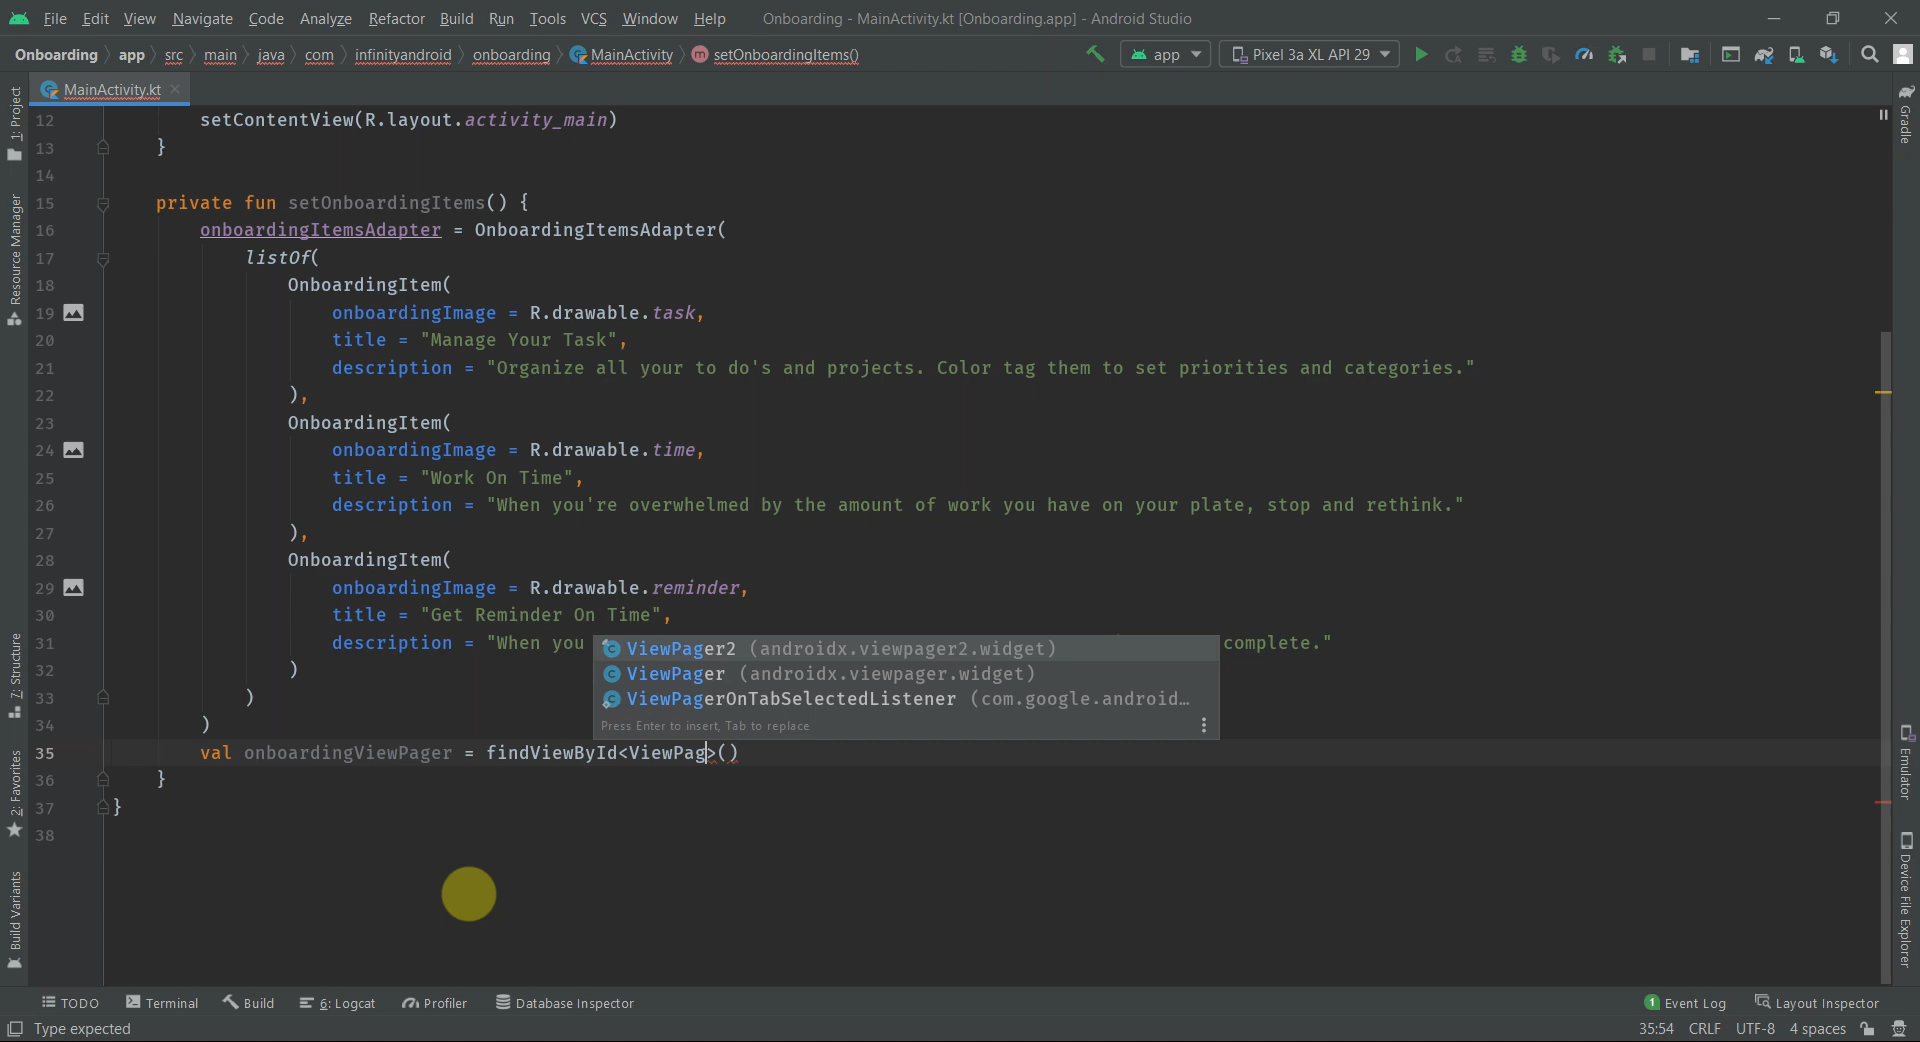 File Edit View Navigate Code Analyze Refactor Build Run Tools VCS Window Help Onboarding - MainActivity.kt [Onboarding.app] - Android Studio
Onboarding app src main java com infinityandroid onboarding MainActivity setOnboardingItems() app Pixel 3a XL API 29
MainActivity.kt
1: Project
Resource Manager
7: Structure
2: Favorites
Build Variants
12 setContentView(R.layout.activity_main)
13 }
14
15 private fun setOnboardingItems() {
16 onboardingItemsAdapter = OnboardingItemsAdapter(
17 listOf(
18 OnboardingItem(
19 onboardingImage = R.drawable.task,
20 title = "Manage Your Task",
21 description = "Organize all your to do's and projects. Color tag them to set priorities and categories."
22 ),
23 OnboardingItem(
24 onboardingImage = R.drawable.time,
25 title = "Work On Time",
26 description = "When you're overwhelmed by the amount of work you have on your plate, stop and rethink."
27 ),
28 OnboardingItem(
29 onboardingImage = R.drawable.reminder,
30 title = "Get Reminder On Time",
31 description = "When you complete."
32 )
33 )
34 )
35 val onboardingViewPager = findViewById<ViewPag>()
36 }
37 }
38
ViewPager2 (androidx.viewpager2.widget)
ViewPager (androidx.viewpager.widget)
ViewPagerOnTabSelectedListener (com.google.android...
Press Enter to insert, Tab to replace
Gradle
Emulator
Device File Explorer
TODO Terminal Build 6: Logcat Profiler Database Inspector 1 Event Log Layout Inspector
Type expected 35:54 CRLF UTF-8 4 spaces